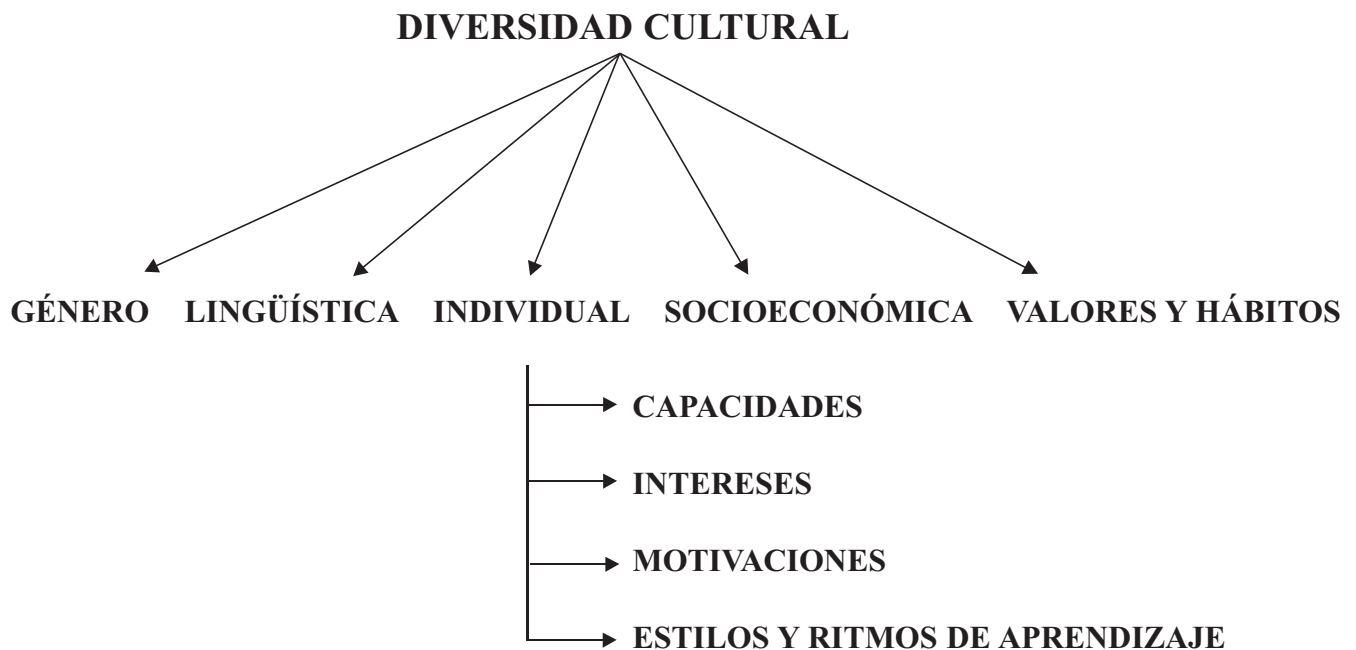 DIVERSIDAD CULTURAL
GÉNERO LINGÜÍSTICA INDIVIDUAL SOCIOECONÓMICA VALORES Y HÁBITOS
CAPACIDADES
INTERESES
MOTIVACIONES
ESTILOS Y RITMOS DE APRENDIZAJE